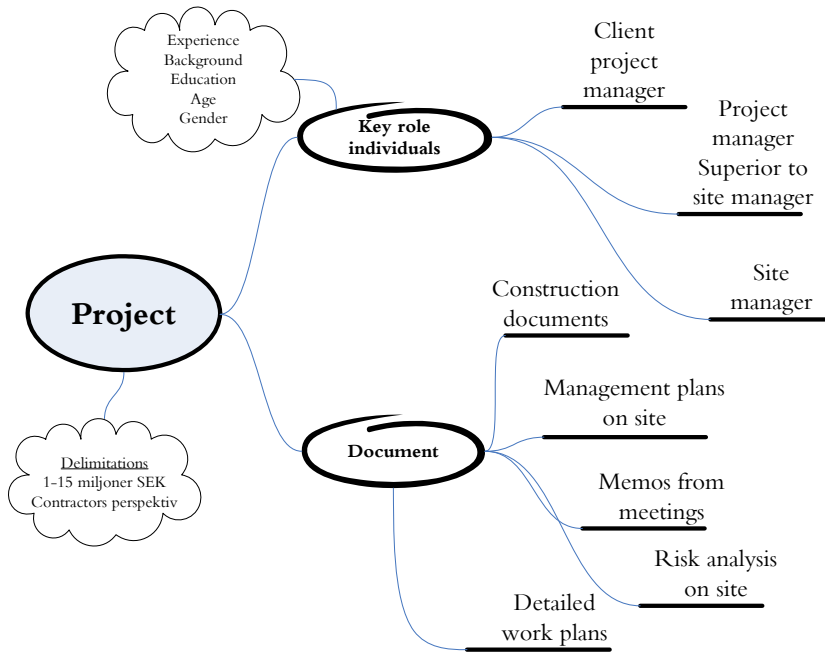 Experience
Background
Education
Age
Gender
Key role
individuals
Client
project
manager
Project
manager
Superior to
site manager
Site
manager
Project
Delimitations
1-15 miljoner SEK
Contractors perspektiv
Document
Construction
documents
Management plans
on site
Memos from
meetings
Risk analysis
on site
Detailed
work plans